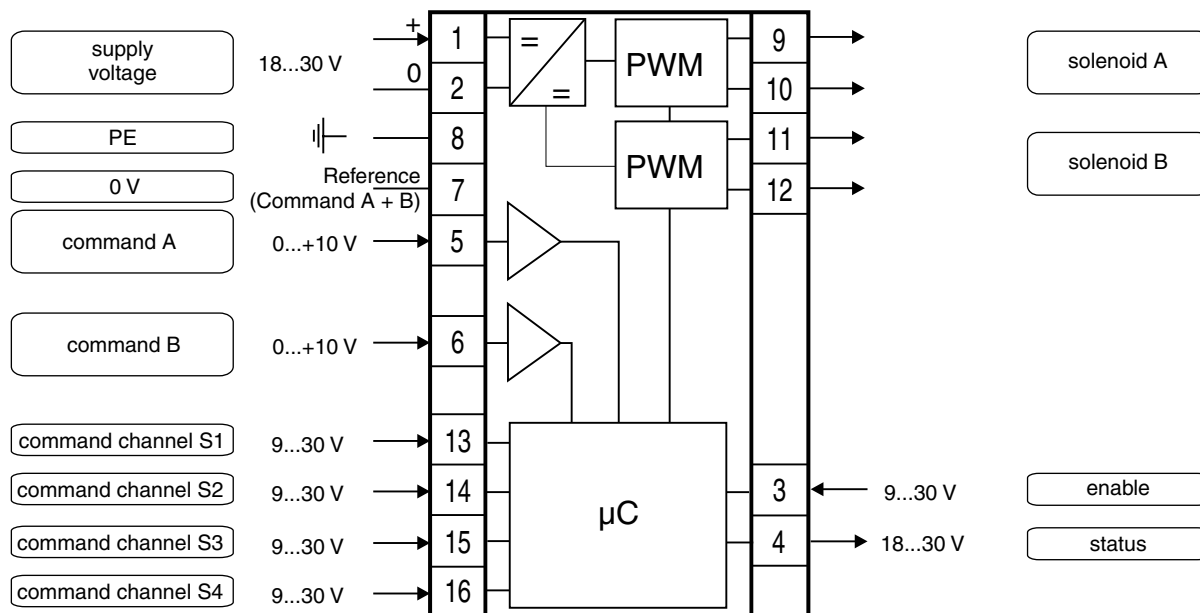 supply
voltage
18...30 V
+
0
1
2
=
=
PWM
9
10
solenoid A
PE
8
PWM
11
12
solenoid B
0 V
Reference
(Command A + B)
7
command A
0...+10 V
5
command B
0...+10 V
6
command channel S1
9...30 V
13
command channel S2
9...30 V
14
command channel S3
9...30 V
15
command channel S4
9...30 V
16
µC
3
9...30 V
enable
4
18...30 V
status